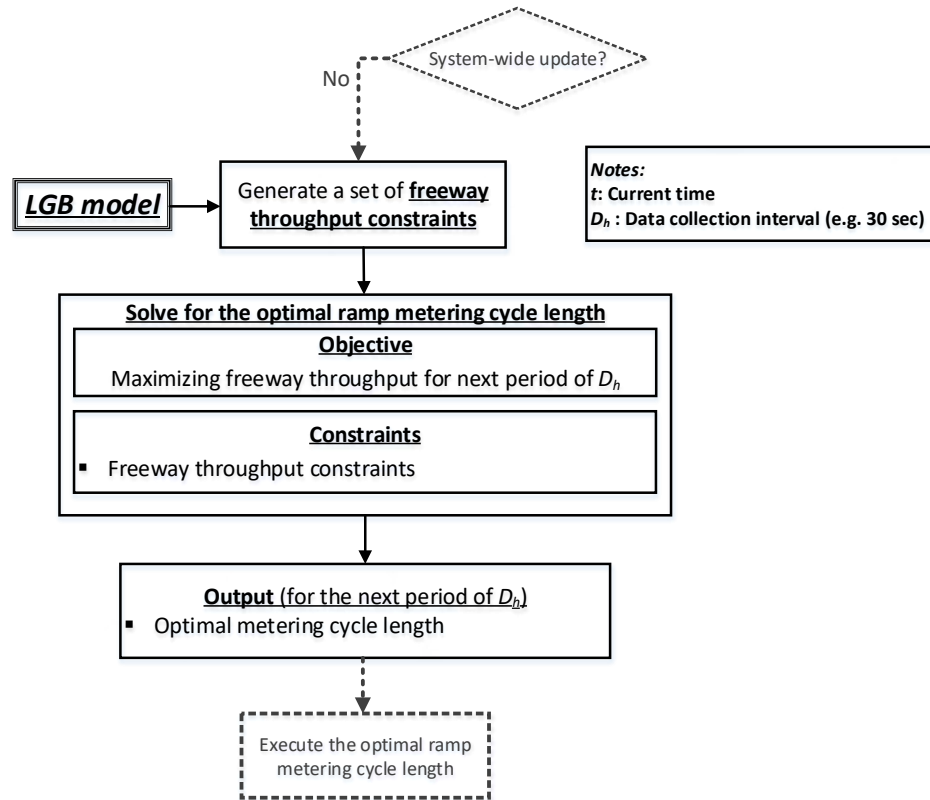 System-wide update?
No
LGB model
Generate a set of freeway
throughput constraints
Notes:
t: Current time
Dh : Data collection interval (e.g. 30 sec)
Solve for the optimal ramp metering cycle length
Objective
Maximizing freeway throughput for next period of Dh
Constraints
▪ Freeway throughput constraints
Output (for the next period of Dh)
▪ Optimal metering cycle length
Execute the optimal ramp
metering cycle length